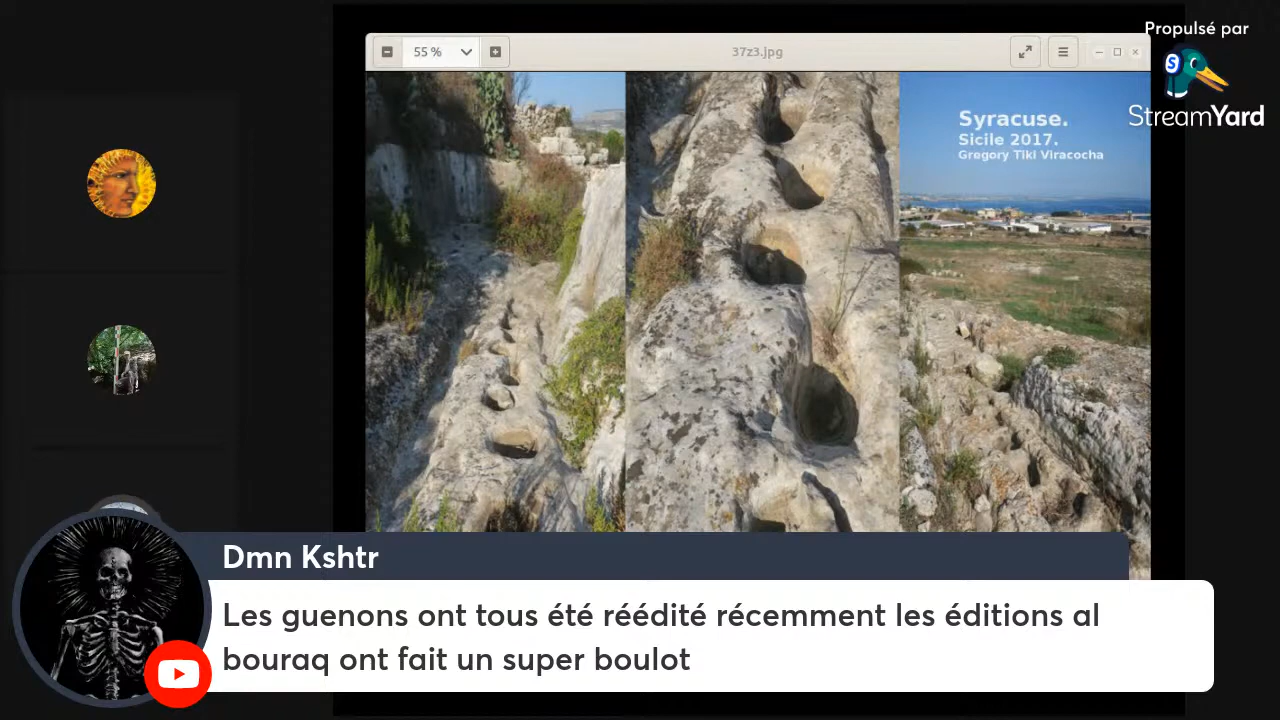 55 %
37z3.jpg
Propulsé par
S
StreamYard
Syracuse.
Sicile 2017.
Gregory Tiki Viracocha
Dmn Kshtr
Les guenons ont tous été réédité récemment les éditions al
bouraq ont fait un super boulot